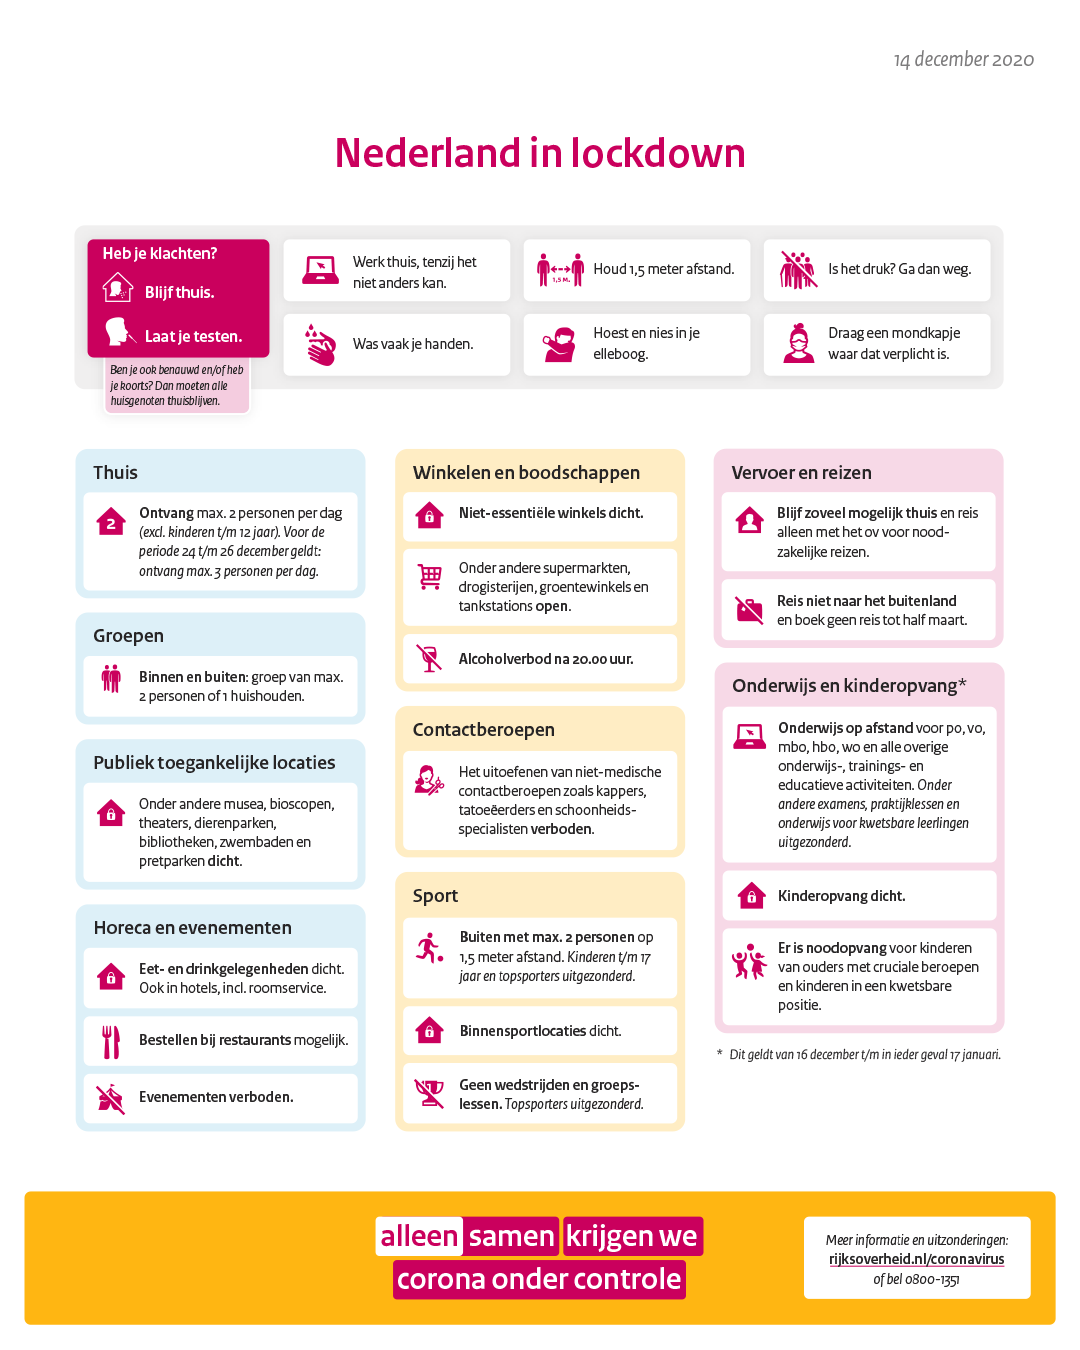 14 december 2020
Nederland in lockdown
Heb je klachten?
Blijf thuis.
Laat je testen.
Ben je ook benauwd en/of heb
je koorts? Dan moeten alle
huisgenoten thuisblijven.
Werk thuis, tenzij het
niet anders kan.
1,5 M.
Houd 1,5 meter afstand.
Is het druk? Ga dan weg.
Was vaak je handen.
Hoest en nies in je
elleboog.
Draag een mondkapje
waar dat verplicht is.
Thuis
2
Ontvang max. 2 personen per dag
(excl. kinderen t/m 12 jaar). Voor de
periode 24 t/m 26 december geldt:
ontvang max. 3 personen per dag.
Groepen
Binnen en buiten: groep van max.
2 personen of 1 huishouden.
Publiek toegankelijke locaties
Onder andere musea, bioscopen,
theaters, dierenparken,
bibliotheken, zwembaden en
pretparken dicht.
Horeca en evenementen
Eet- en drinkgelegenheden dicht.
Ook in hotels, incl. roomservice.
Bestellen bij restaurants mogelijk.
Evenementen verboden.
Winkelen en boodschappen
Niet-essentiële winkels dicht.
Onder andere supermarkten,
drogisterijen, groentewinkels en
tankstations open.
Alcoholverbod na 20.00 uur.
Contactberoepen
Het uitoefenen van niet-medische
contactberoepen zoals kappers,
tatoeëerders en schoonheids-
specialisten verboden.
Sport
Buiten met max. 2 personen op
1,5 meter afstand. Kinderen t/m 17
jaar en topsporters uitgezonderd.
Binnensportlocaties dicht.
Geen wedstrijden en groeps-
lessen. Topsporters uitgezonderd.
Vervoer en reizen
Blijf zoveel mogelijk thuis en reis
alleen met het ov voor nood-
zakelijke reizen.
Reis niet naar het buitenland
en boek geen reis tot half maart.
Onderwijs en kinderopvang*
Onderwijs op afstand voor po, vo,
mbo, hbo, wo en alle overige
onderwijs-, trainings- en
educatieve activiteiten. Onder
andere examens, praktijklessen en
onderwijs voor kwetsbare leerlingen
uitgezonderd.
Kinderopvang dicht.
Er is noodopvang voor kinderen
van ouders met cruciale beroepen
en kinderen in een kwetsbare
positie.
* Dit geldt van 16 december t/m in ieder geval 17 januari.
alleen samen krijgen we
corona onder controle
Meer informatie en uitzonderingen:
rijksoverheid.nl/coronavirus
of bel 0800-1351